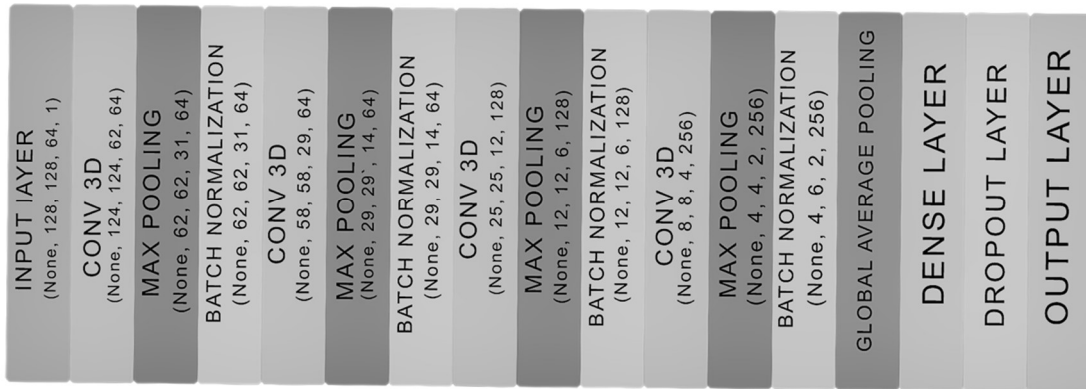 INPUT lAYER
(None, 128, 128, 64, 1)
CONV 3D
(None, 124, 124, 62, 64)
MAX POOLING
(None, 62, 62, 31, 64)
BATCH NORMALIZATION
(None, 62, 62, 31, 64)
CONV 3D
(None, 58, 58, 29, 64)
MAX POOLING
(None, 29, 29`, 14, 64)
BATCH NORMALIZATION
(None, 29, 29, 14, 64)
CONV 3D
(None, 25, 25, 12, 128)
MAX POOLING
(None, 12, 12, 6, 128)
BATCH NORMALIZATION
(None, 12, 12, 6, 128)
CONV 3D
(None, 8, 8, 4, 256)
MAX POOLING
(None, 4, 4, 2, 256)
BATCH NORMALIZATION
(None, 4, 6, 2, 256)
GLOBAL AVERAGE POOLING
DENSE LAYER
DROPOUT LAYER
OUTPUT LAYER